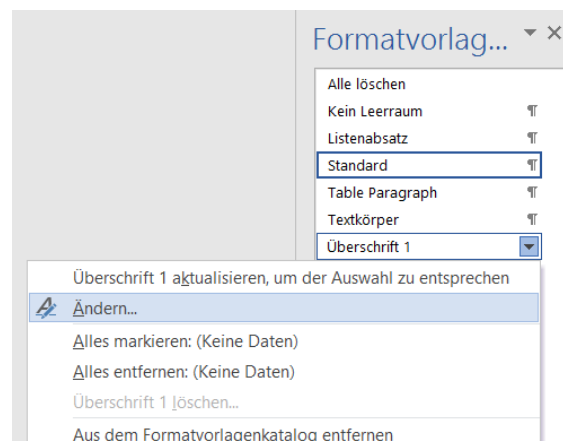 Formatvorlag...
Alle löschen
Kein Leerraum ¶
Listenabsatz ¶
Standard ¶
Table Paragraph ¶
Textkörper ¶
Überschrift 1
Überschrift 1 aktualisieren, um der Auswahl zu entsprechen
Ändern...
Alles markieren: (Keine Daten)
Alles entfernen: (Keine Daten)
Überschrift 1 löschen...
Aus dem Formatvorlagenkatalog entfernen